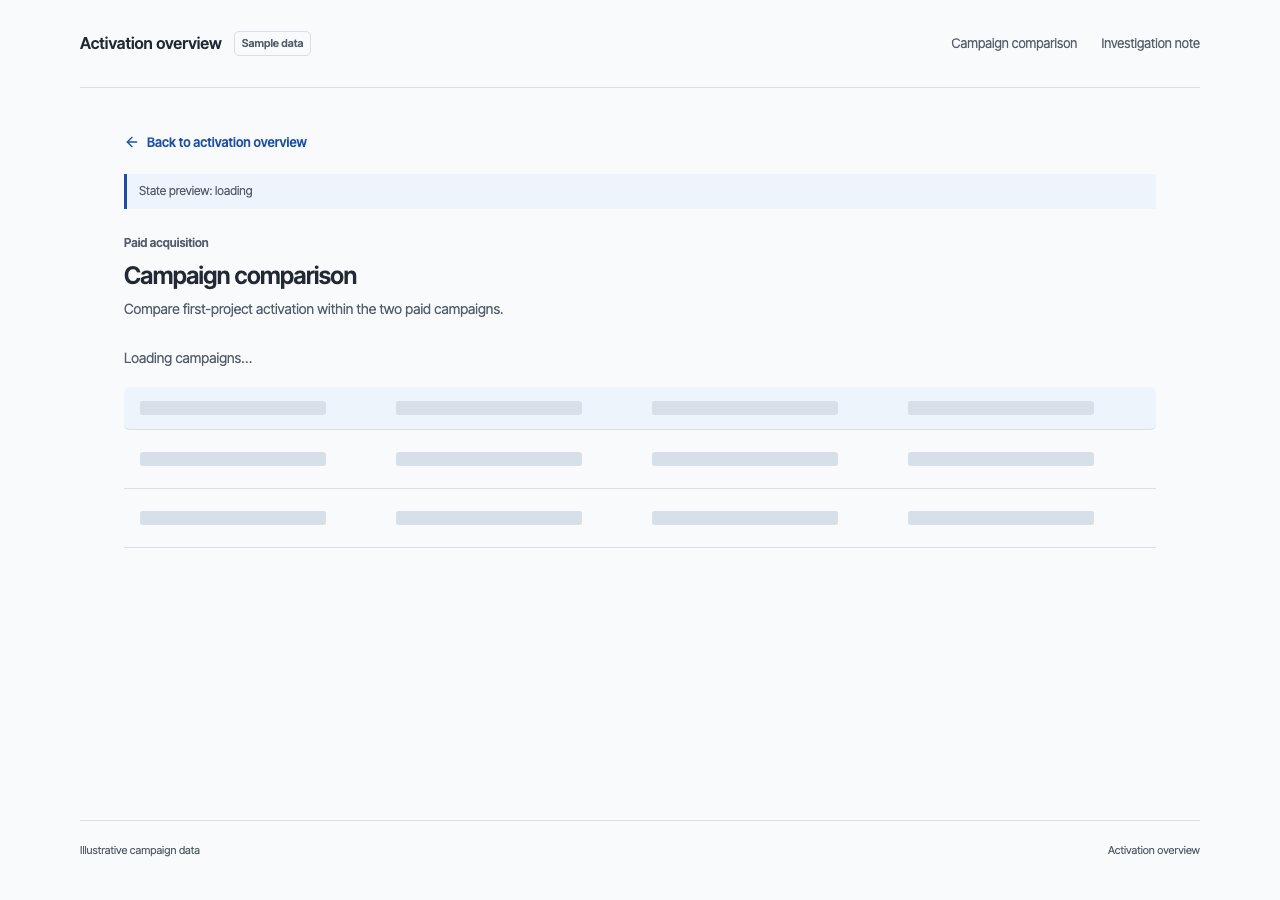 Activation overview
Sample data
Campaign comparison
Investigation note
Back to activation overview
State preview: loading
Paid acquisition
Campaign comparison
Compare first-project activation within the two paid campaigns.
Loading campaigns...
Illustrative campaign data
Activation overview